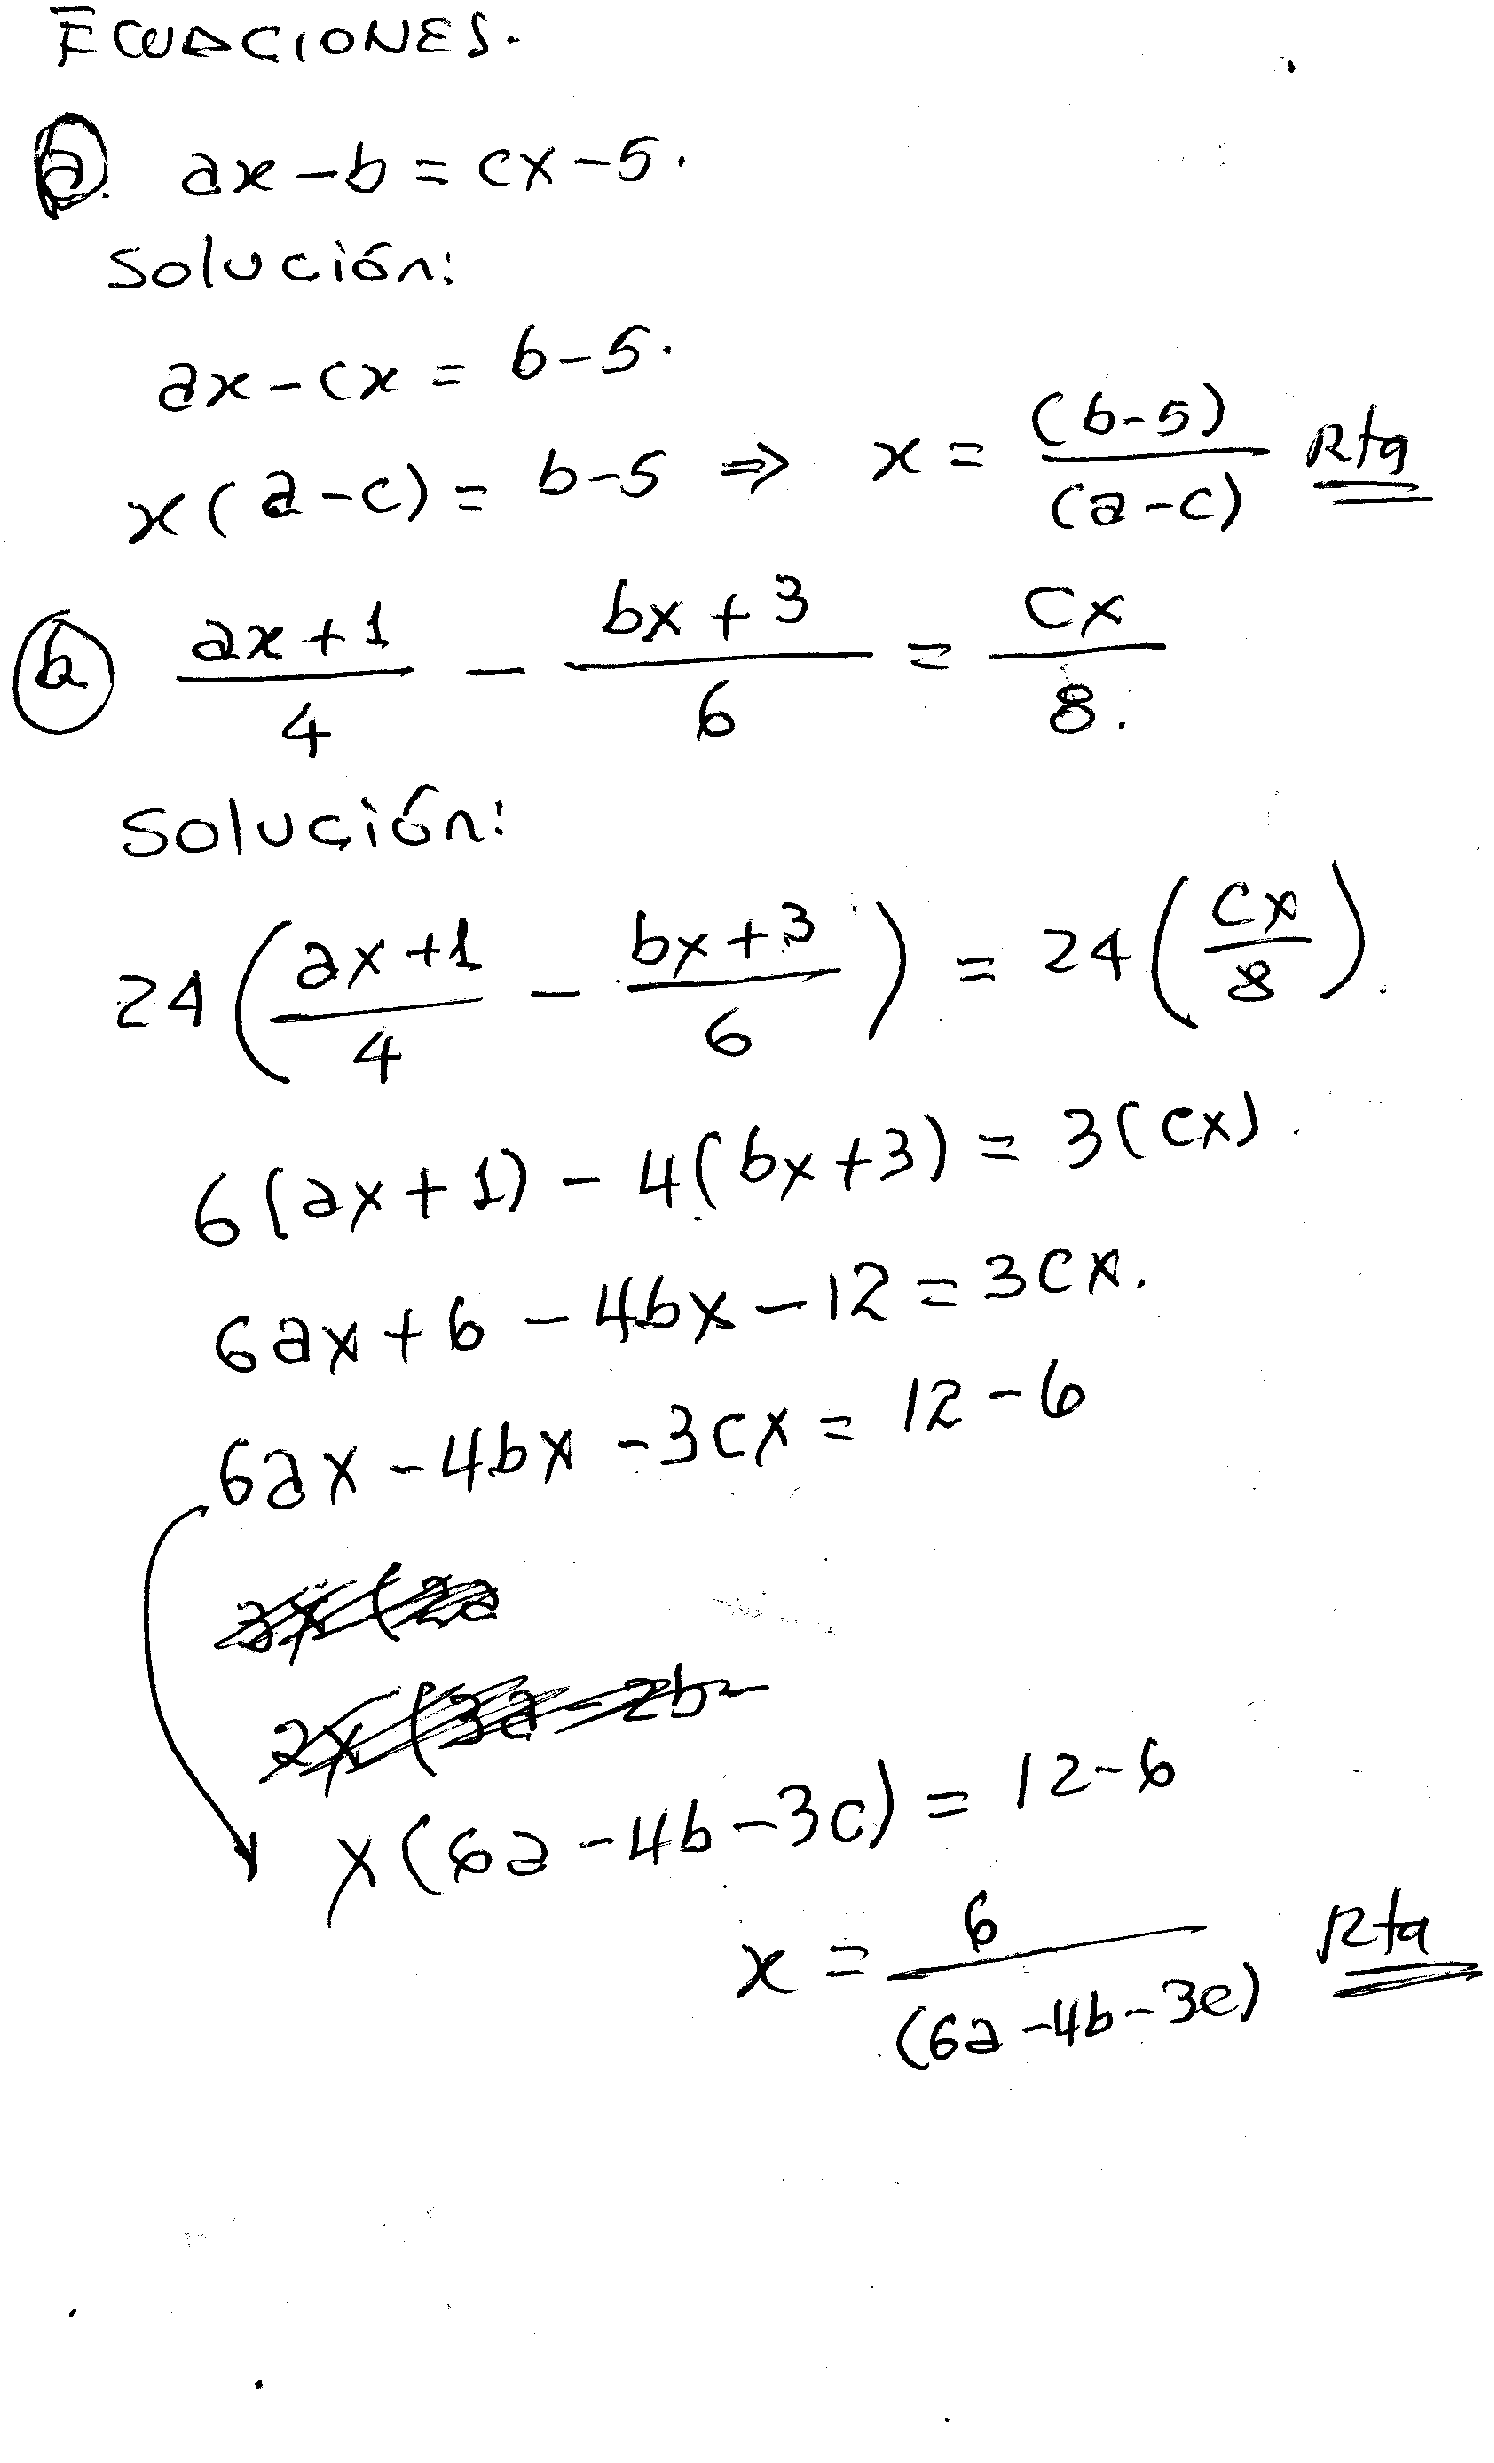 ECUACIONES.
a. ax - b = cx - 5.
Solución:
ax - cx = b - 5.
x(a - c) = b - 5 ⇒ x = (b-5)/(a-c) Rta
b (ax + 1)/4 - (bx + 3)/6 = cx/8.
Solución:
24((ax + 1)/4 - (bx + 3)/6) = 24(cx/8).
6(ax + 1) - 4(bx + 3) = 3(cx).
6ax + 6 - 4bx - 12 = 3cx.
6ax - 4bx - 3cx = 12 - 6
x(6a - 4b - 3c) = 12 - 6
x = 6/(6a - 4b - 3c) Rta